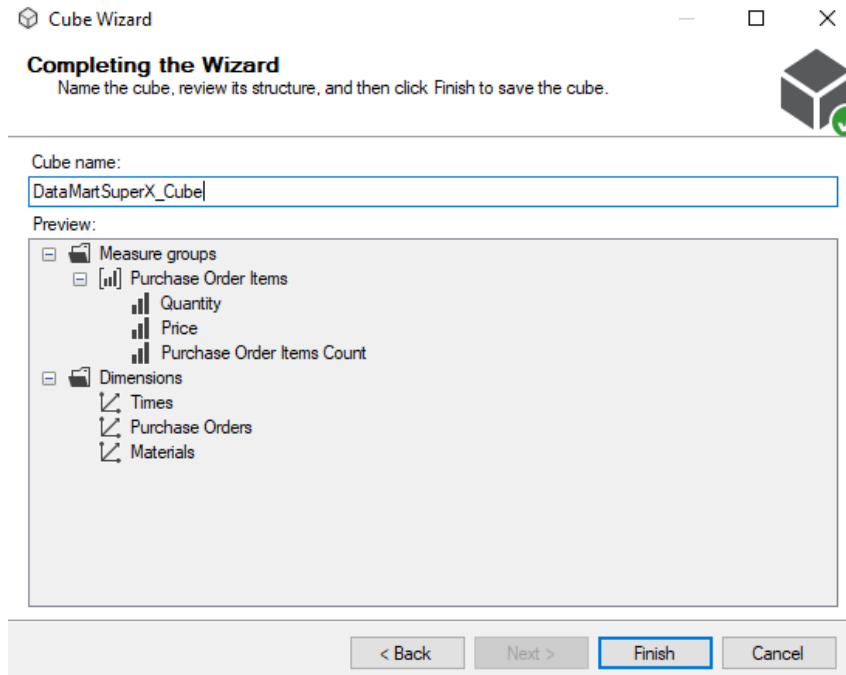 Cube Wizard
Completing the Wizard
Name the cube, review its structure, and then click Finish to save the cube.
Cube name:
DataMartSuperX_Cube
Preview:
Measure groups
Purchase Order Items
Quantity
Price
Purchase Order Items Count
Dimensions
Times
Purchase Orders
Materials
< Back Next > Finish Cancel